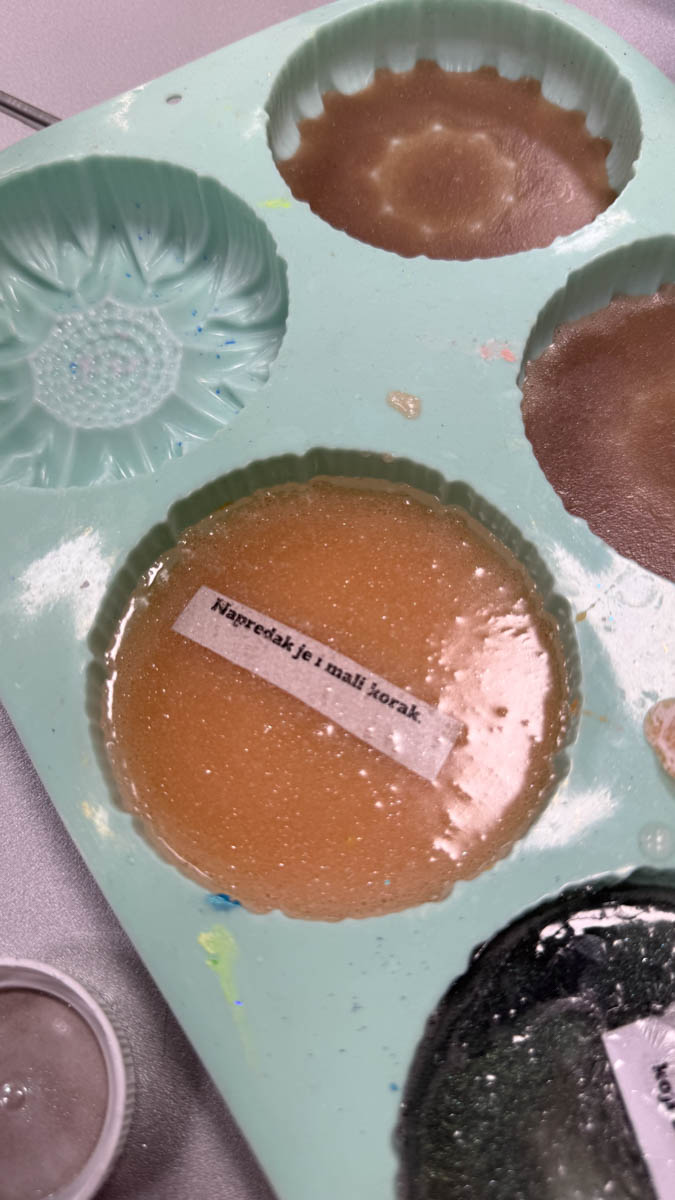 Napredak je i mali korak.